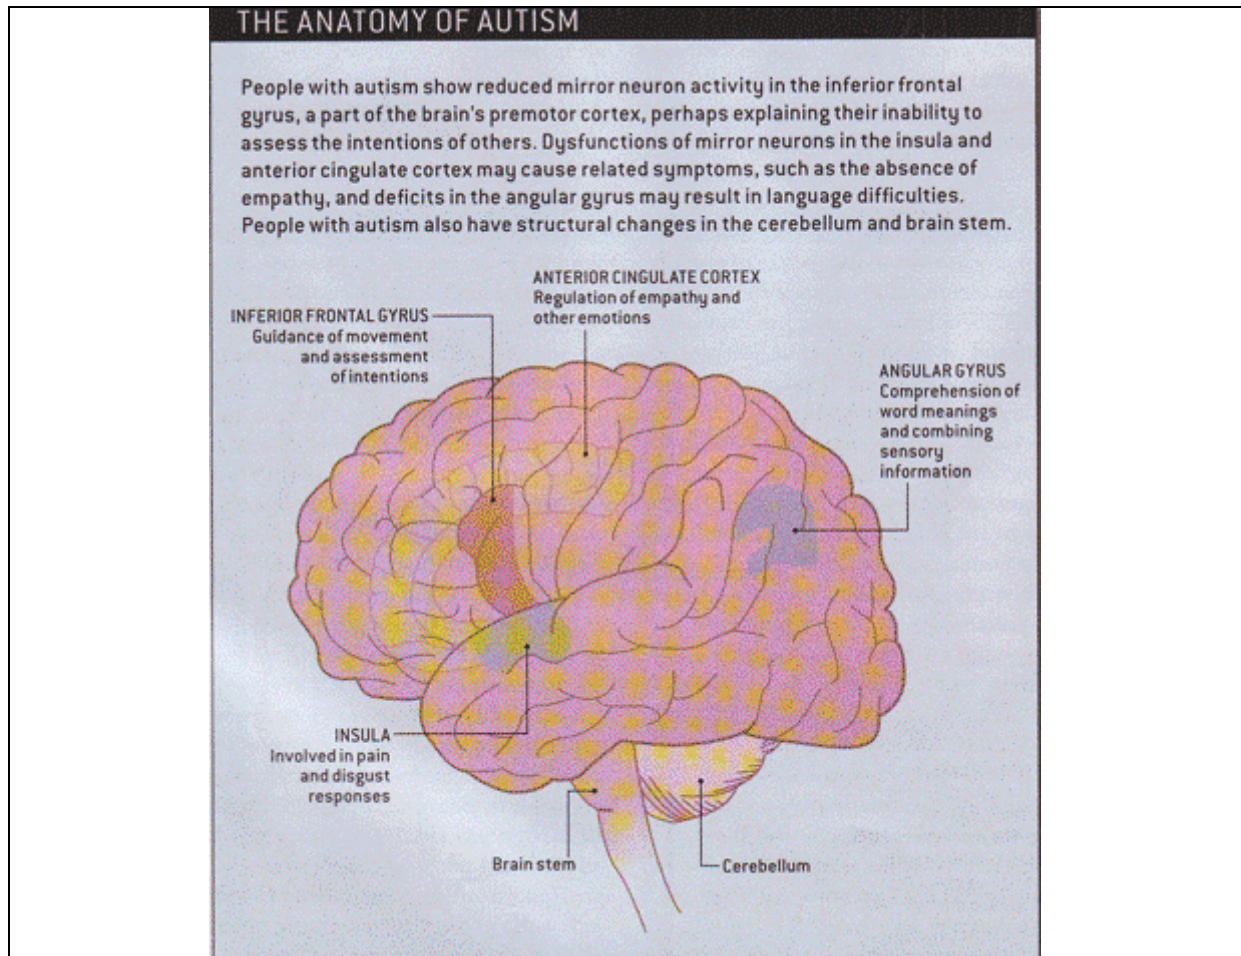 THE ANATOMY OF AUTISM
People with autism show reduced mirror neuron activity in the inferior frontal
gyrus, a part of the brain's premotor cortex, perhaps explaining their inability to
assess the intentions of others. Dysfunctions of mirror neurons in the insula and
anterior cingulate cortex may cause related symptoms, such as the absence of
empathy, and deficits in the angular gyrus may result in language difficulties.
People with autism also have structural changes in the cerebellum and brain stem.
ANTERIOR CINGULATE CORTEX
Regulation of empathy and
other emotions
INFERIOR FRONTAL GYRUS
Guidance of movement
and assessment
of intentions
ANGULAR GYRUS
Comprehension of
word meanings
and combining
sensory
information
INSULA
Involved in pain
and disgust
responses
Brain stem
Cerebellum